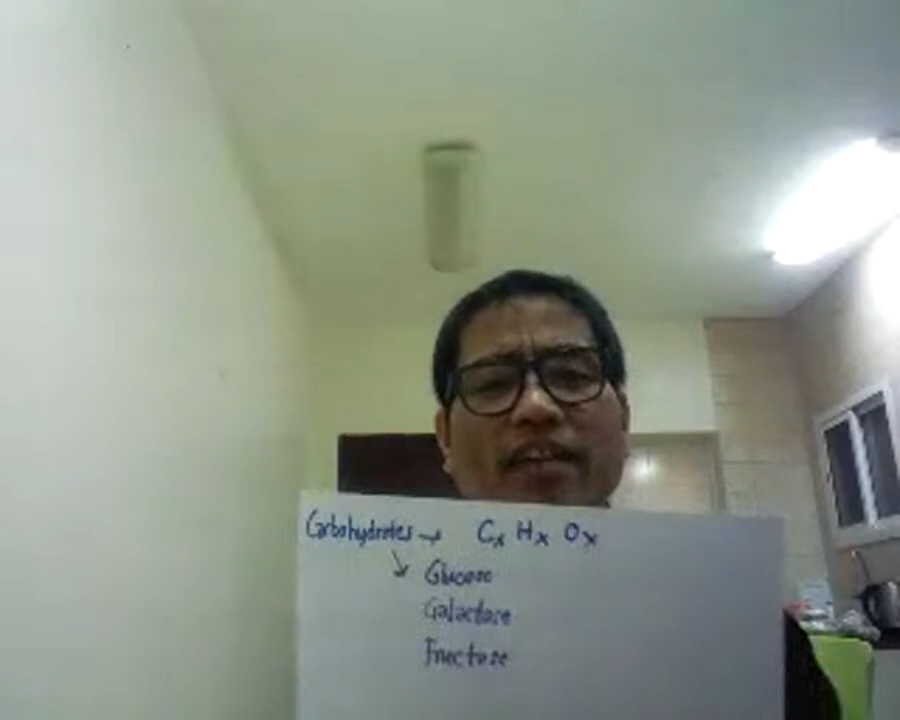 Carbohydrates → Cx Hx Ox
↘ Glucose
Galactose
Fructose